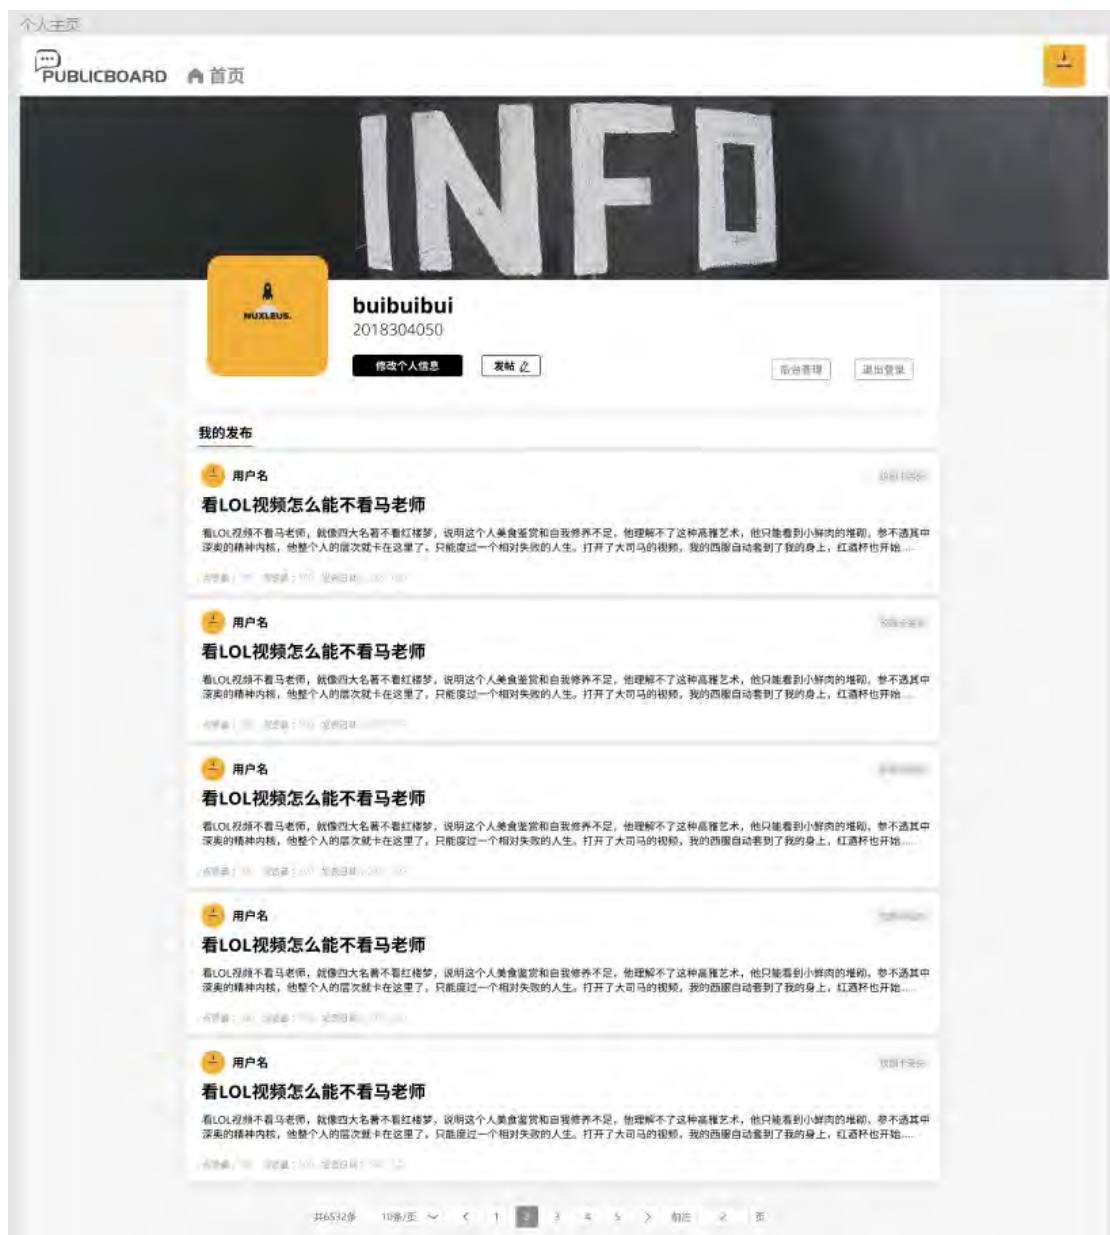 个人主页
PUBLICBOARD 首页
INFO
NUXLEUS.
buibuibui
2018304050
修改个人信息 发帖 后台管理 退出登录
我的发布
用户名
看LOL视频怎么能不看马老师
看LOL视频不看马老师，就像四大名著不看红楼梦，说明这个人美食鉴赏和自我修养不足，他理解不了这种高雅艺术，他只能看到小鲜肉的堆砌，参不透其中
深奥的精神内核，他整个人的层次就卡在这里了，只能度过一个相对失败的人生。打开了大司马的视频，我的西服自动套到了我的身上，红酒杯也开始.....
用户名
看LOL视频怎么能不看马老师
看LOL视频不看马老师，就像四大名著不看红楼梦，说明这个人美食鉴赏和自我修养不足，他理解不了这种高雅艺术，他只能看到小鲜肉的堆砌，参不透其中
深奥的精神内核，他整个人的层次就卡在这里了，只能度过一个相对失败的人生。打开了大司马的视频，我的西服自动套到了我的身上，红酒杯也开始.....
用户名
看LOL视频怎么能不看马老师
看LOL视频不看马老师，就像四大名著不看红楼梦，说明这个人美食鉴赏和自我修养不足，他理解不了这种高雅艺术，他只能看到小鲜肉的堆砌，参不透其中
深奥的精神内核，他整个人的层次就卡在这里了，只能度过一个相对失败的人生。打开了大司马的视频，我的西服自动套到了我的身上，红酒杯也开始.....
用户名
看LOL视频怎么能不看马老师
看LOL视频不看马老师，就像四大名著不看红楼梦，说明这个人美食鉴赏和自我修养不足，他理解不了这种高雅艺术，他只能看到小鲜肉的堆砌，参不透其中
深奥的精神内核，他整个人的层次就卡在这里了，只能度过一个相对失败的人生。打开了大司马的视频，我的西服自动套到了我的身上，红酒杯也开始.....
用户名
看LOL视频怎么能不看马老师
看LOL视频不看马老师，就像四大名著不看红楼梦，说明这个人美食鉴赏和自我修养不足，他理解不了这种高雅艺术，他只能看到小鲜肉的堆砌，参不透其中
深奥的精神内核，他整个人的层次就卡在这里了，只能度过一个相对失败的人生。打开了大司马的视频，我的西服自动套到了我的身上，红酒杯也开始.....
共6532条 10条/页 1 2 3 4 5 前往 2 页